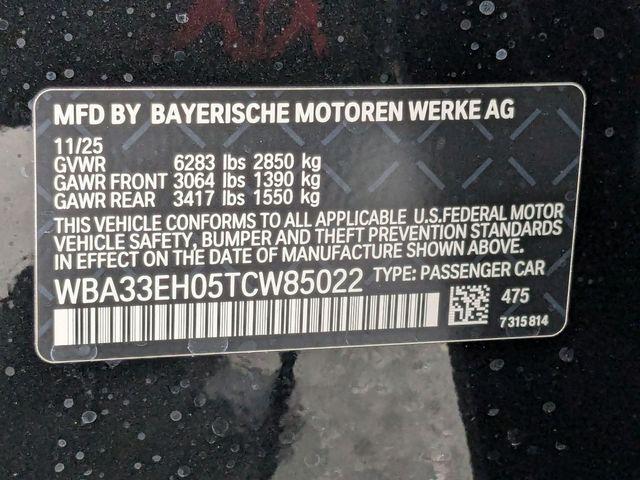 MFD BY BAYERISCHE MOTOREN WERKE AG
11/25
GVWR 6283 lbs 2850 kg
GAWR FRONT 3064 lbs 1390 kg
GAWR REAR 3417 lbs 1550 kg
THIS VEHICLE CONFORMS TO ALL APPLICABLE U.S.FEDERAL MOTOR
VEHICLE SAFETY, BUMPER AND THEFT PREVENTION STANDARDS
IN EFFECT ON THE DATE OF MANUFACTURE SHOWN ABOVE.
WBA33EH05TCW85022 TYPE: PASSENGER CAR
475
7315814